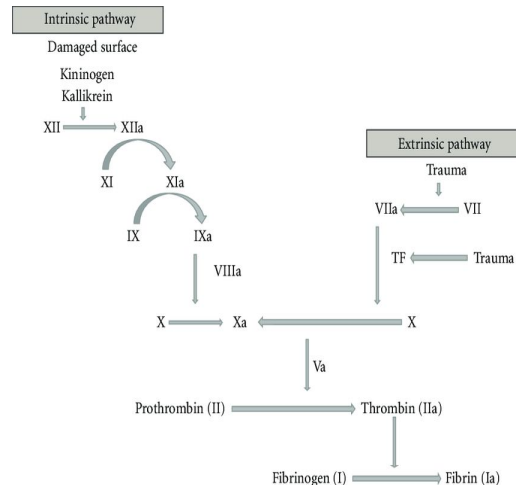 Intrinsic pathway
Damaged surface
Kininogen
Kallikrein
XII XIIa
Extrinsic pathway
Trauma
XI XIa
VIIa VII
IX IXa
TF Trauma
VIIIa
X Xa X
Va
Prothrombin (II) Thrombin (IIa)
Fibrinogen (I) Fibrin (Ia)